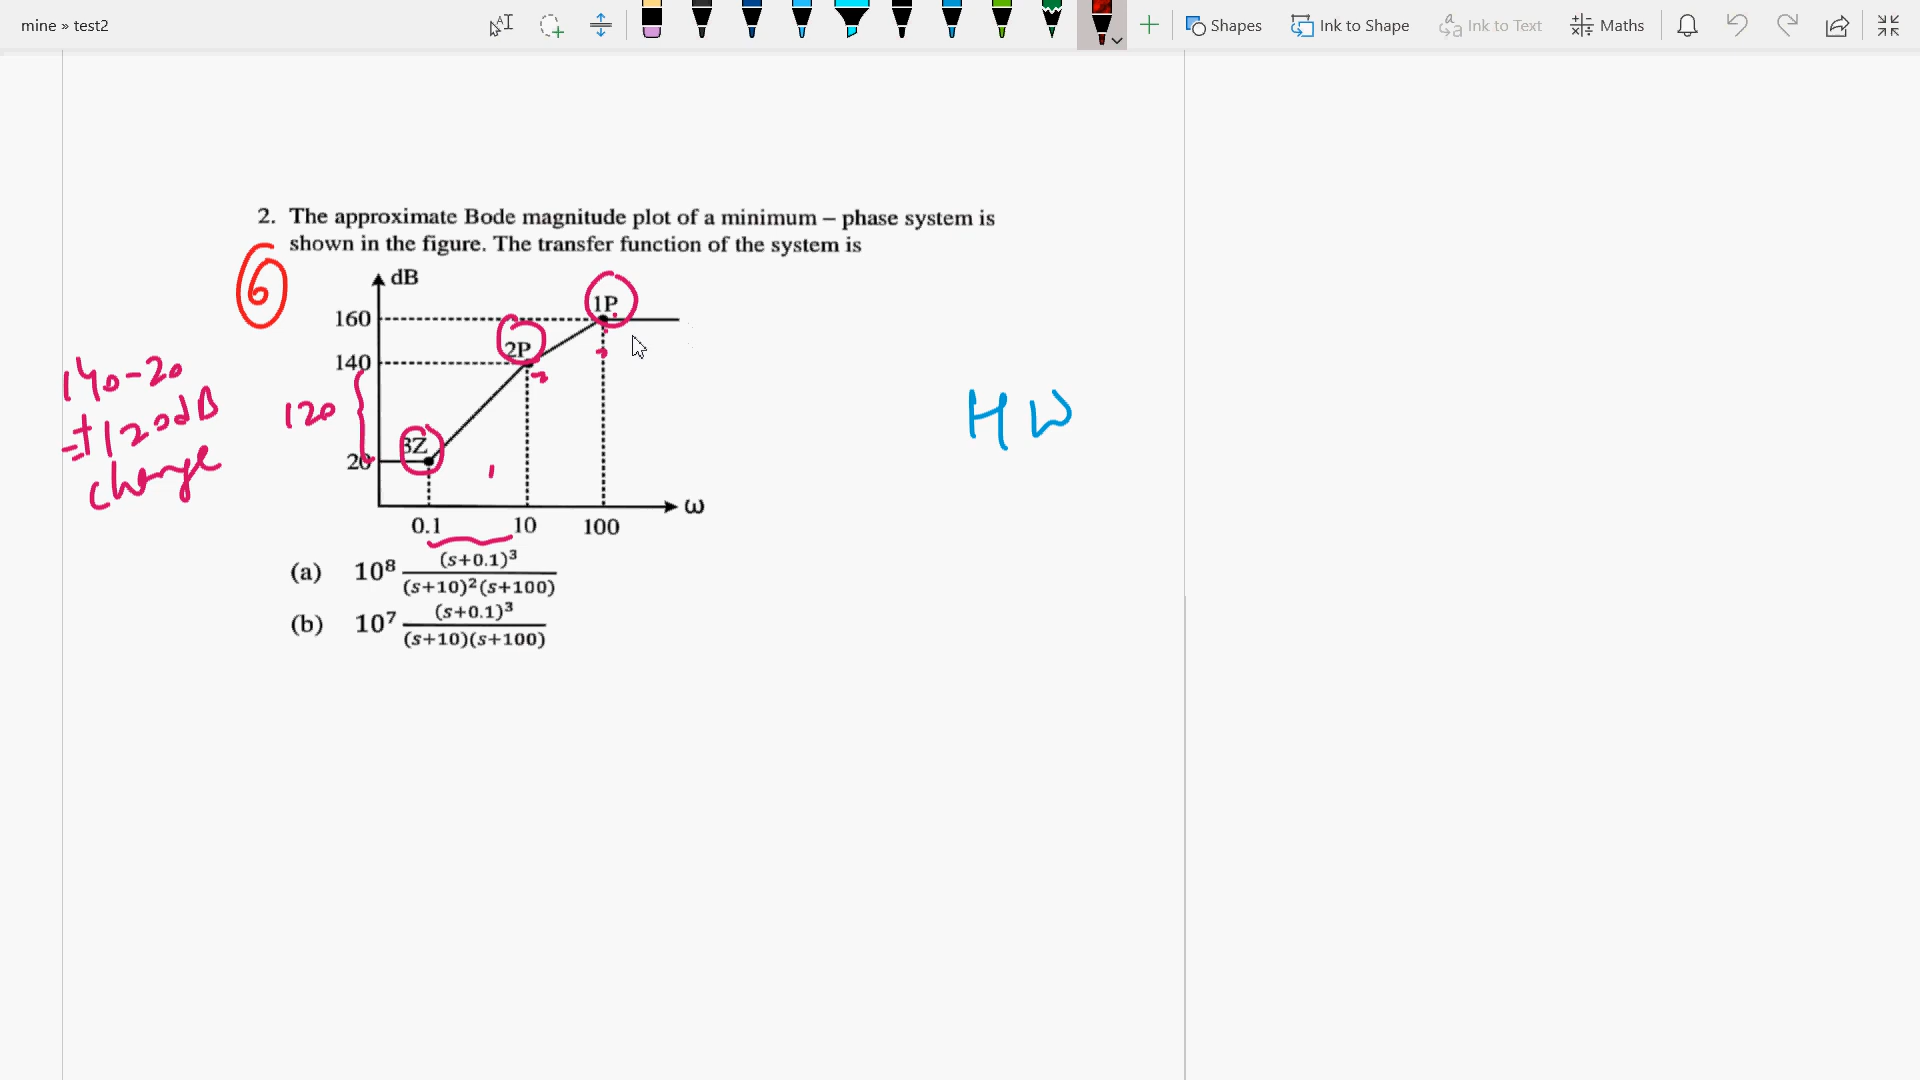 mine » test2
Shapes
Ink to Shape
Ink to Text
Maths
2. The approximate Bode magnitude plot of a minimum – phase system is
shown in the figure. The transfer function of the system is
6
dB
160
1P
140
2P
140-20
=+120dB
change
120
3Z
20
ω
0.1 10 100
(a) 10⁸ (s+0.1)³ / (s+10)²(s+100)
(b) 10⁷ (s+0.1)³ / (s+10)(s+100)
HW